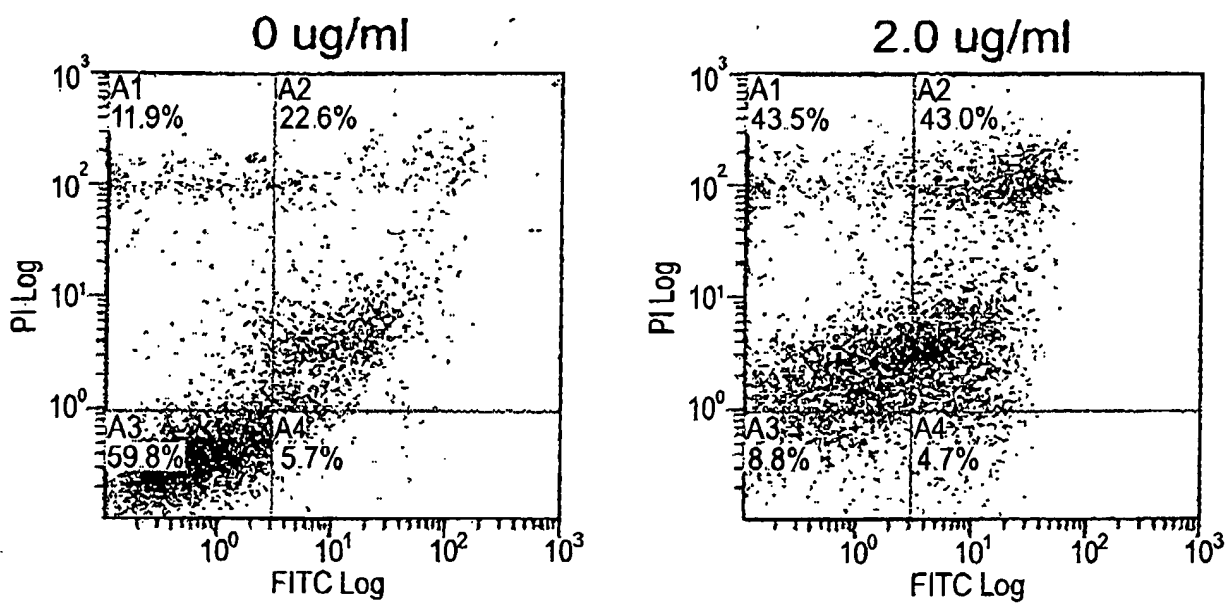 0 ug/ml
10³
A1
11.9%
A2
22.6%
10²
10¹
10⁰
PI Log
A3
59.8%
A4
5.7%
10⁰ 10¹ 10² 10³
FITC Log
2.0 ug/ml
10³
A1
43.5%
A2
43.0%
10²
10¹
10⁰
PI Log
A3
8.8%
A4
4.7%
10⁰ 10¹ 10² 10³
FITC Log